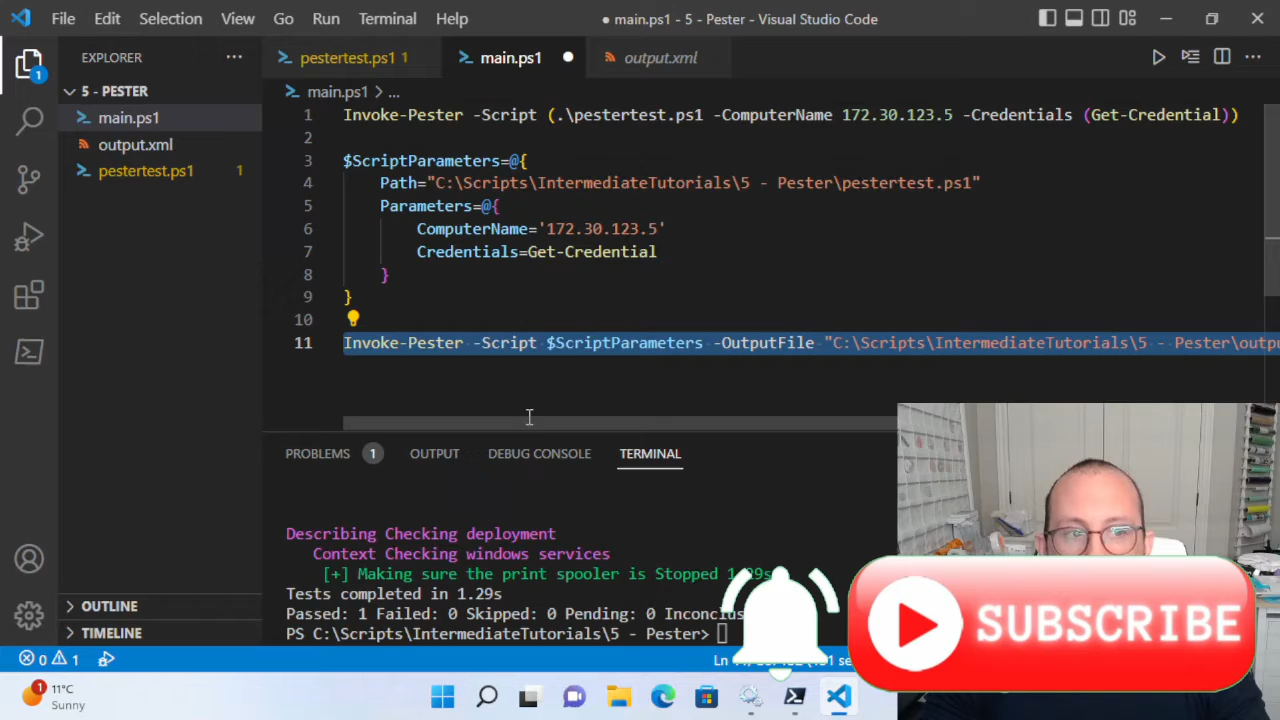 File Edit Selection View Go Run Terminal Help
● main.ps1 - 5 - Pester - Visual Studio Code
EXPLORER
pestertest.ps1 1
main.ps1
output.xml
1
5 - PESTER
main.ps1
output.xml
pestertest.ps1 1
main.ps1 > ...
1 Invoke-Pester -Script (.\pestertest.ps1 -ComputerName 172.30.123.5 -Credentials (Get-Credential))
2
3 $ScriptParameters=@{
4 Path="C:\Scripts\IntermediateTutorials\5 - Pester\pestertest.ps1"
5 Parameters=@{
6 ComputerName='172.30.123.5'
7 Credentials=Get-Credential
8 }
9 }
10
11 Invoke-Pester -Script $ScriptParameters -OutputFile "C:\Scripts\IntermediateTutorials\5 - Pester\outpu
PROBLEMS 1 OUTPUT DEBUG CONSOLE TERMINAL
Describing Checking deployment
Context Checking windows services
[+] Making sure the print spooler is Stopped 1.29s
Tests completed in 1.29s
Passed: 1 Failed: 0 Skipped: 0 Pending: 0 Inconclus
PS C:\Scripts\IntermediateTutorials\5 - Pester>
OUTLINE
TIMELINE
0 1
SUBSCRIBE
1
11°C
Sunny